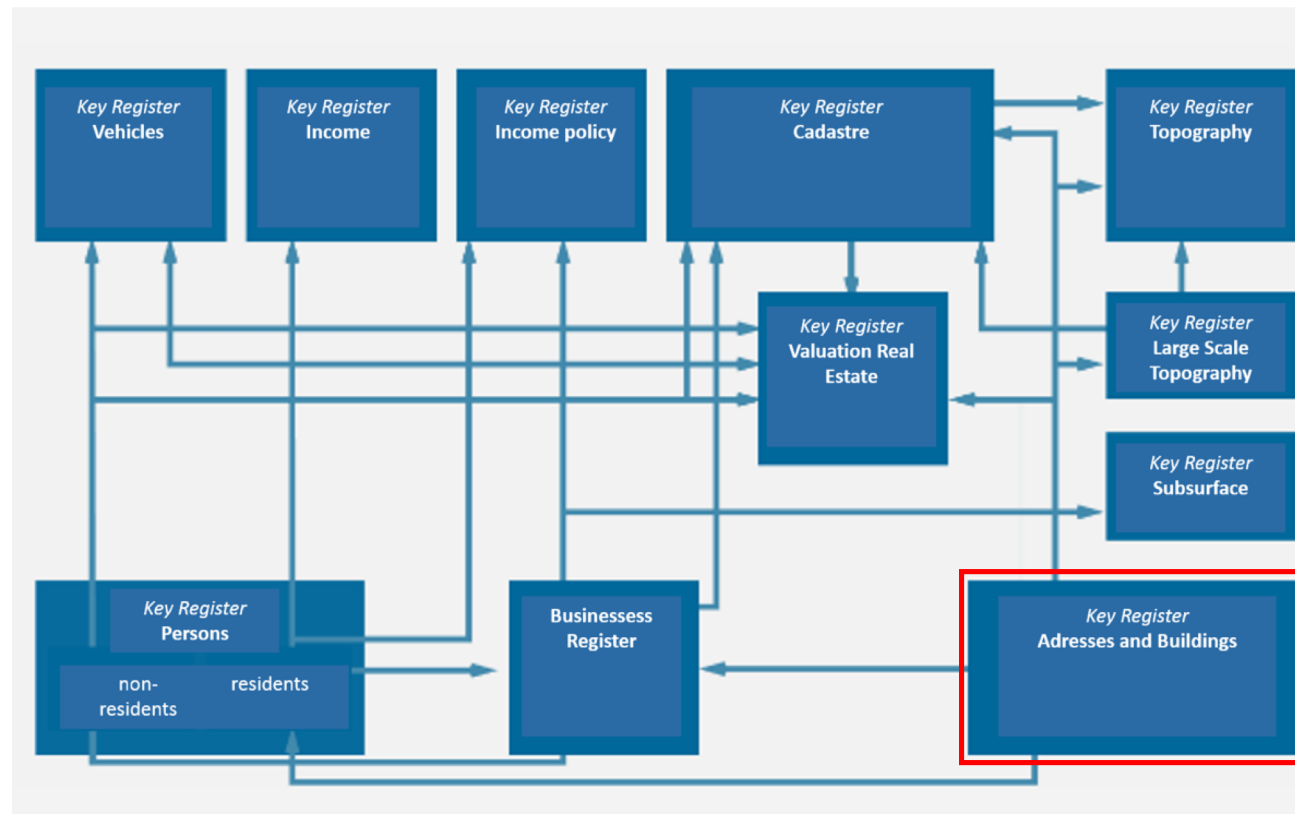 Key Register
Vehicles
Key Register
Income
Key Register
Income policy
Key Register
Cadastre
Key Register
Topography
Key Register
Valuation Real
Estate
Key Register
Large Scale
Topography
Key Register
Subsurface
Key Register
Persons
non-
residents
residents
Businessess
Register
Key Register
Adresses and Buildings